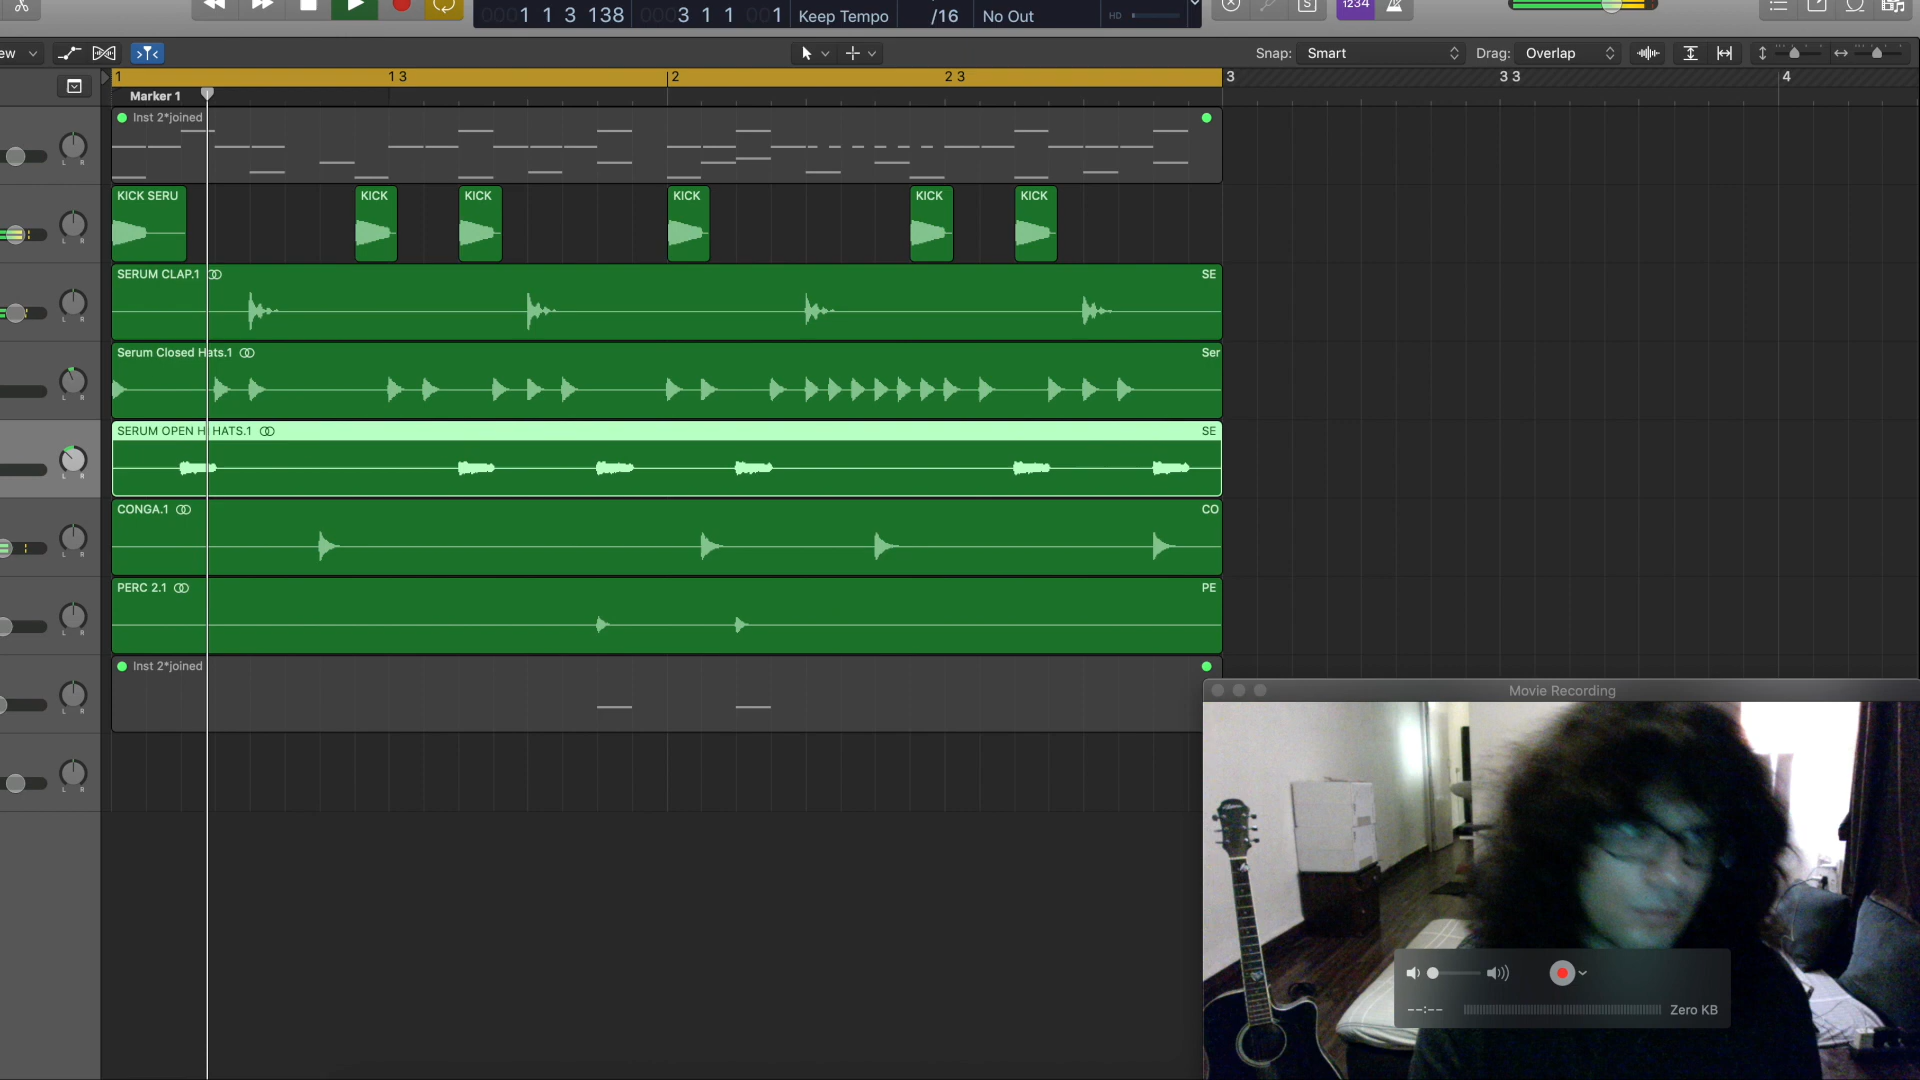 1 1 3 138 3 1 1 1 Keep Tempo /16 No Out HD 1234
ew Snap: Smart Drag: Overlap
1 1 3 2 2 3 3 3 3 4
Marker 1
Inst 2*joined
KICK SERU KICK KICK KICK KICK KICK
SERUM CLAP.1 SE
Serum Closed Hats.1 Ser
SERUM OPEN HI HATS.1 SE
CONGA.1 CO
PERC 2.1 PE
Inst 2*joined
Movie Recording
--:-- Zero KB